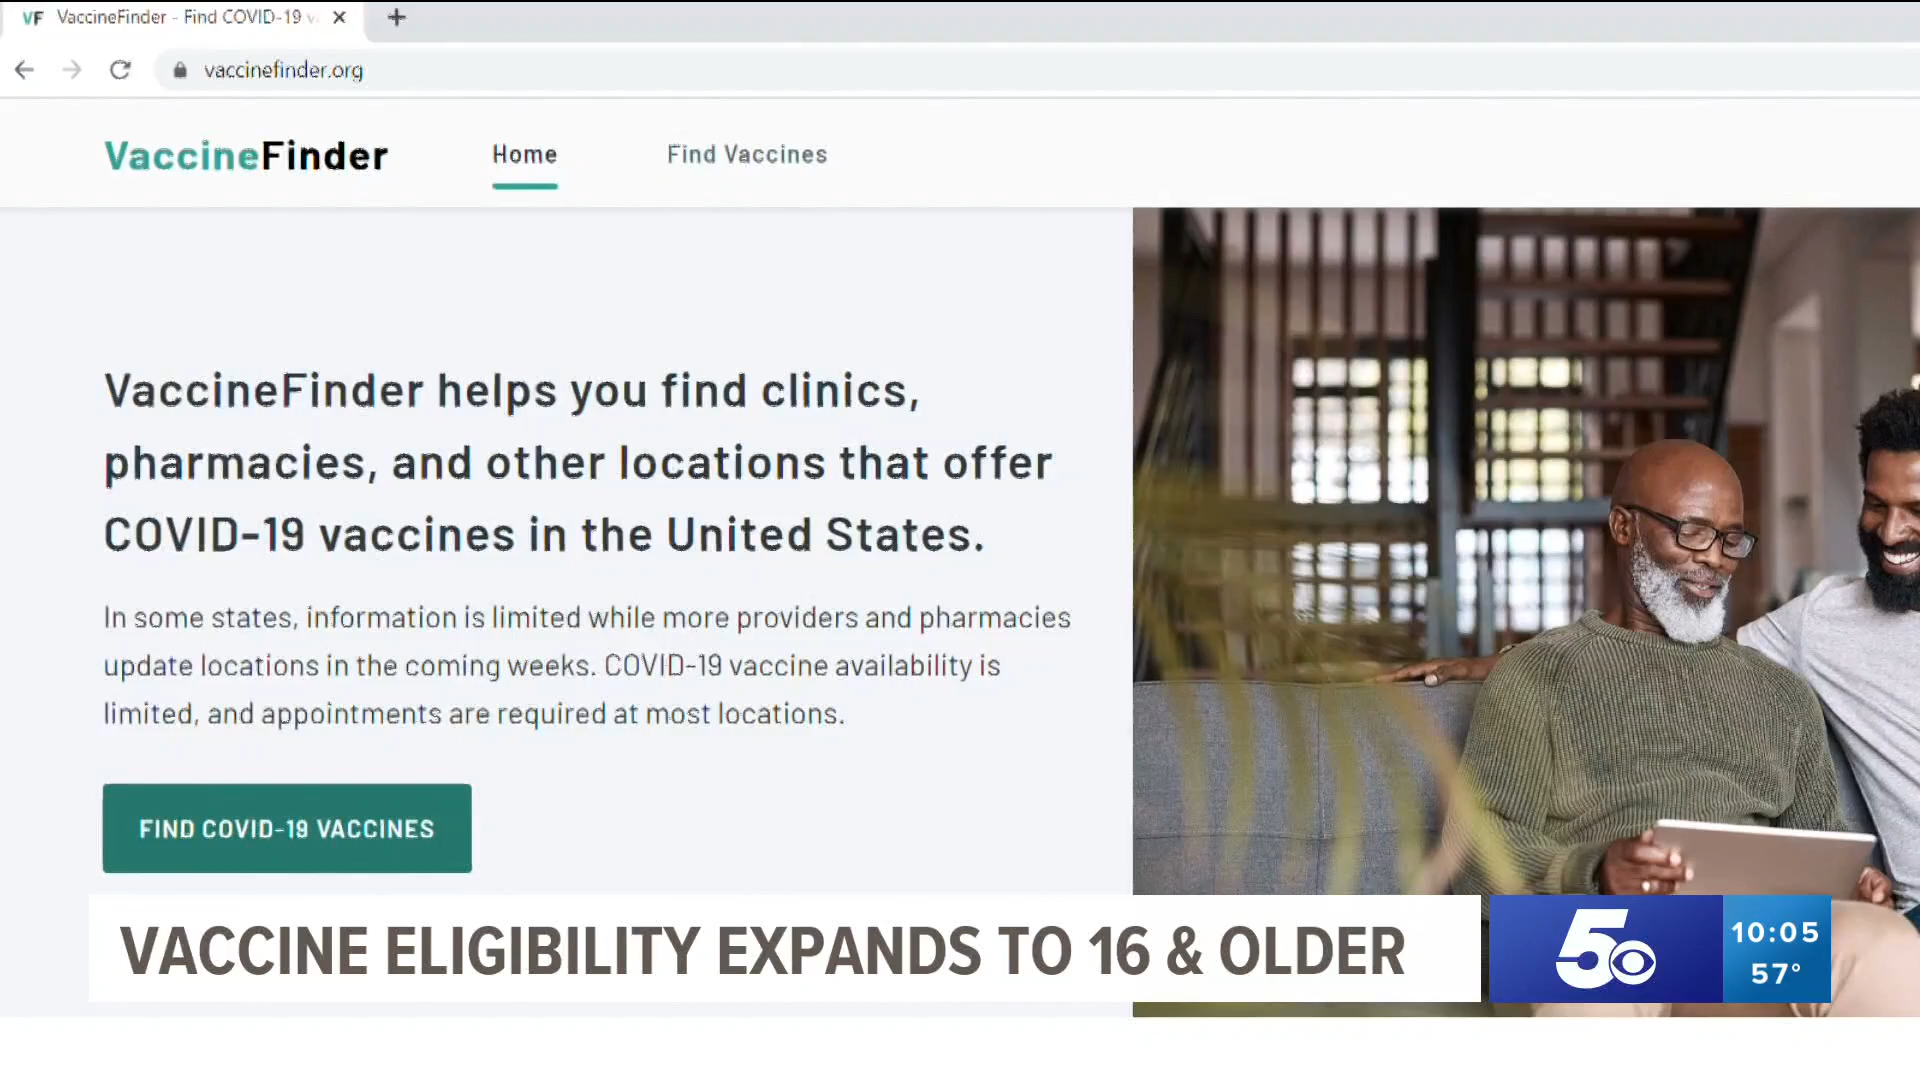 VF VaccineFinder - Find COVID-19 v
vaccinefinder.org
VaccineFinder
Home
Find Vaccines
VaccineFinder helps you find clinics,
pharmacies, and other locations that offer
COVID-19 vaccines in the United States.
In some states, information is limited while more providers and pharmacies
update locations in the coming weeks. COVID-19 vaccine availability is
limited, and appointments are required at most locations.
FIND COVID-19 VACCINES
VACCINE ELIGIBILITY EXPANDS TO 16 & OLDER
5
10:05
57°